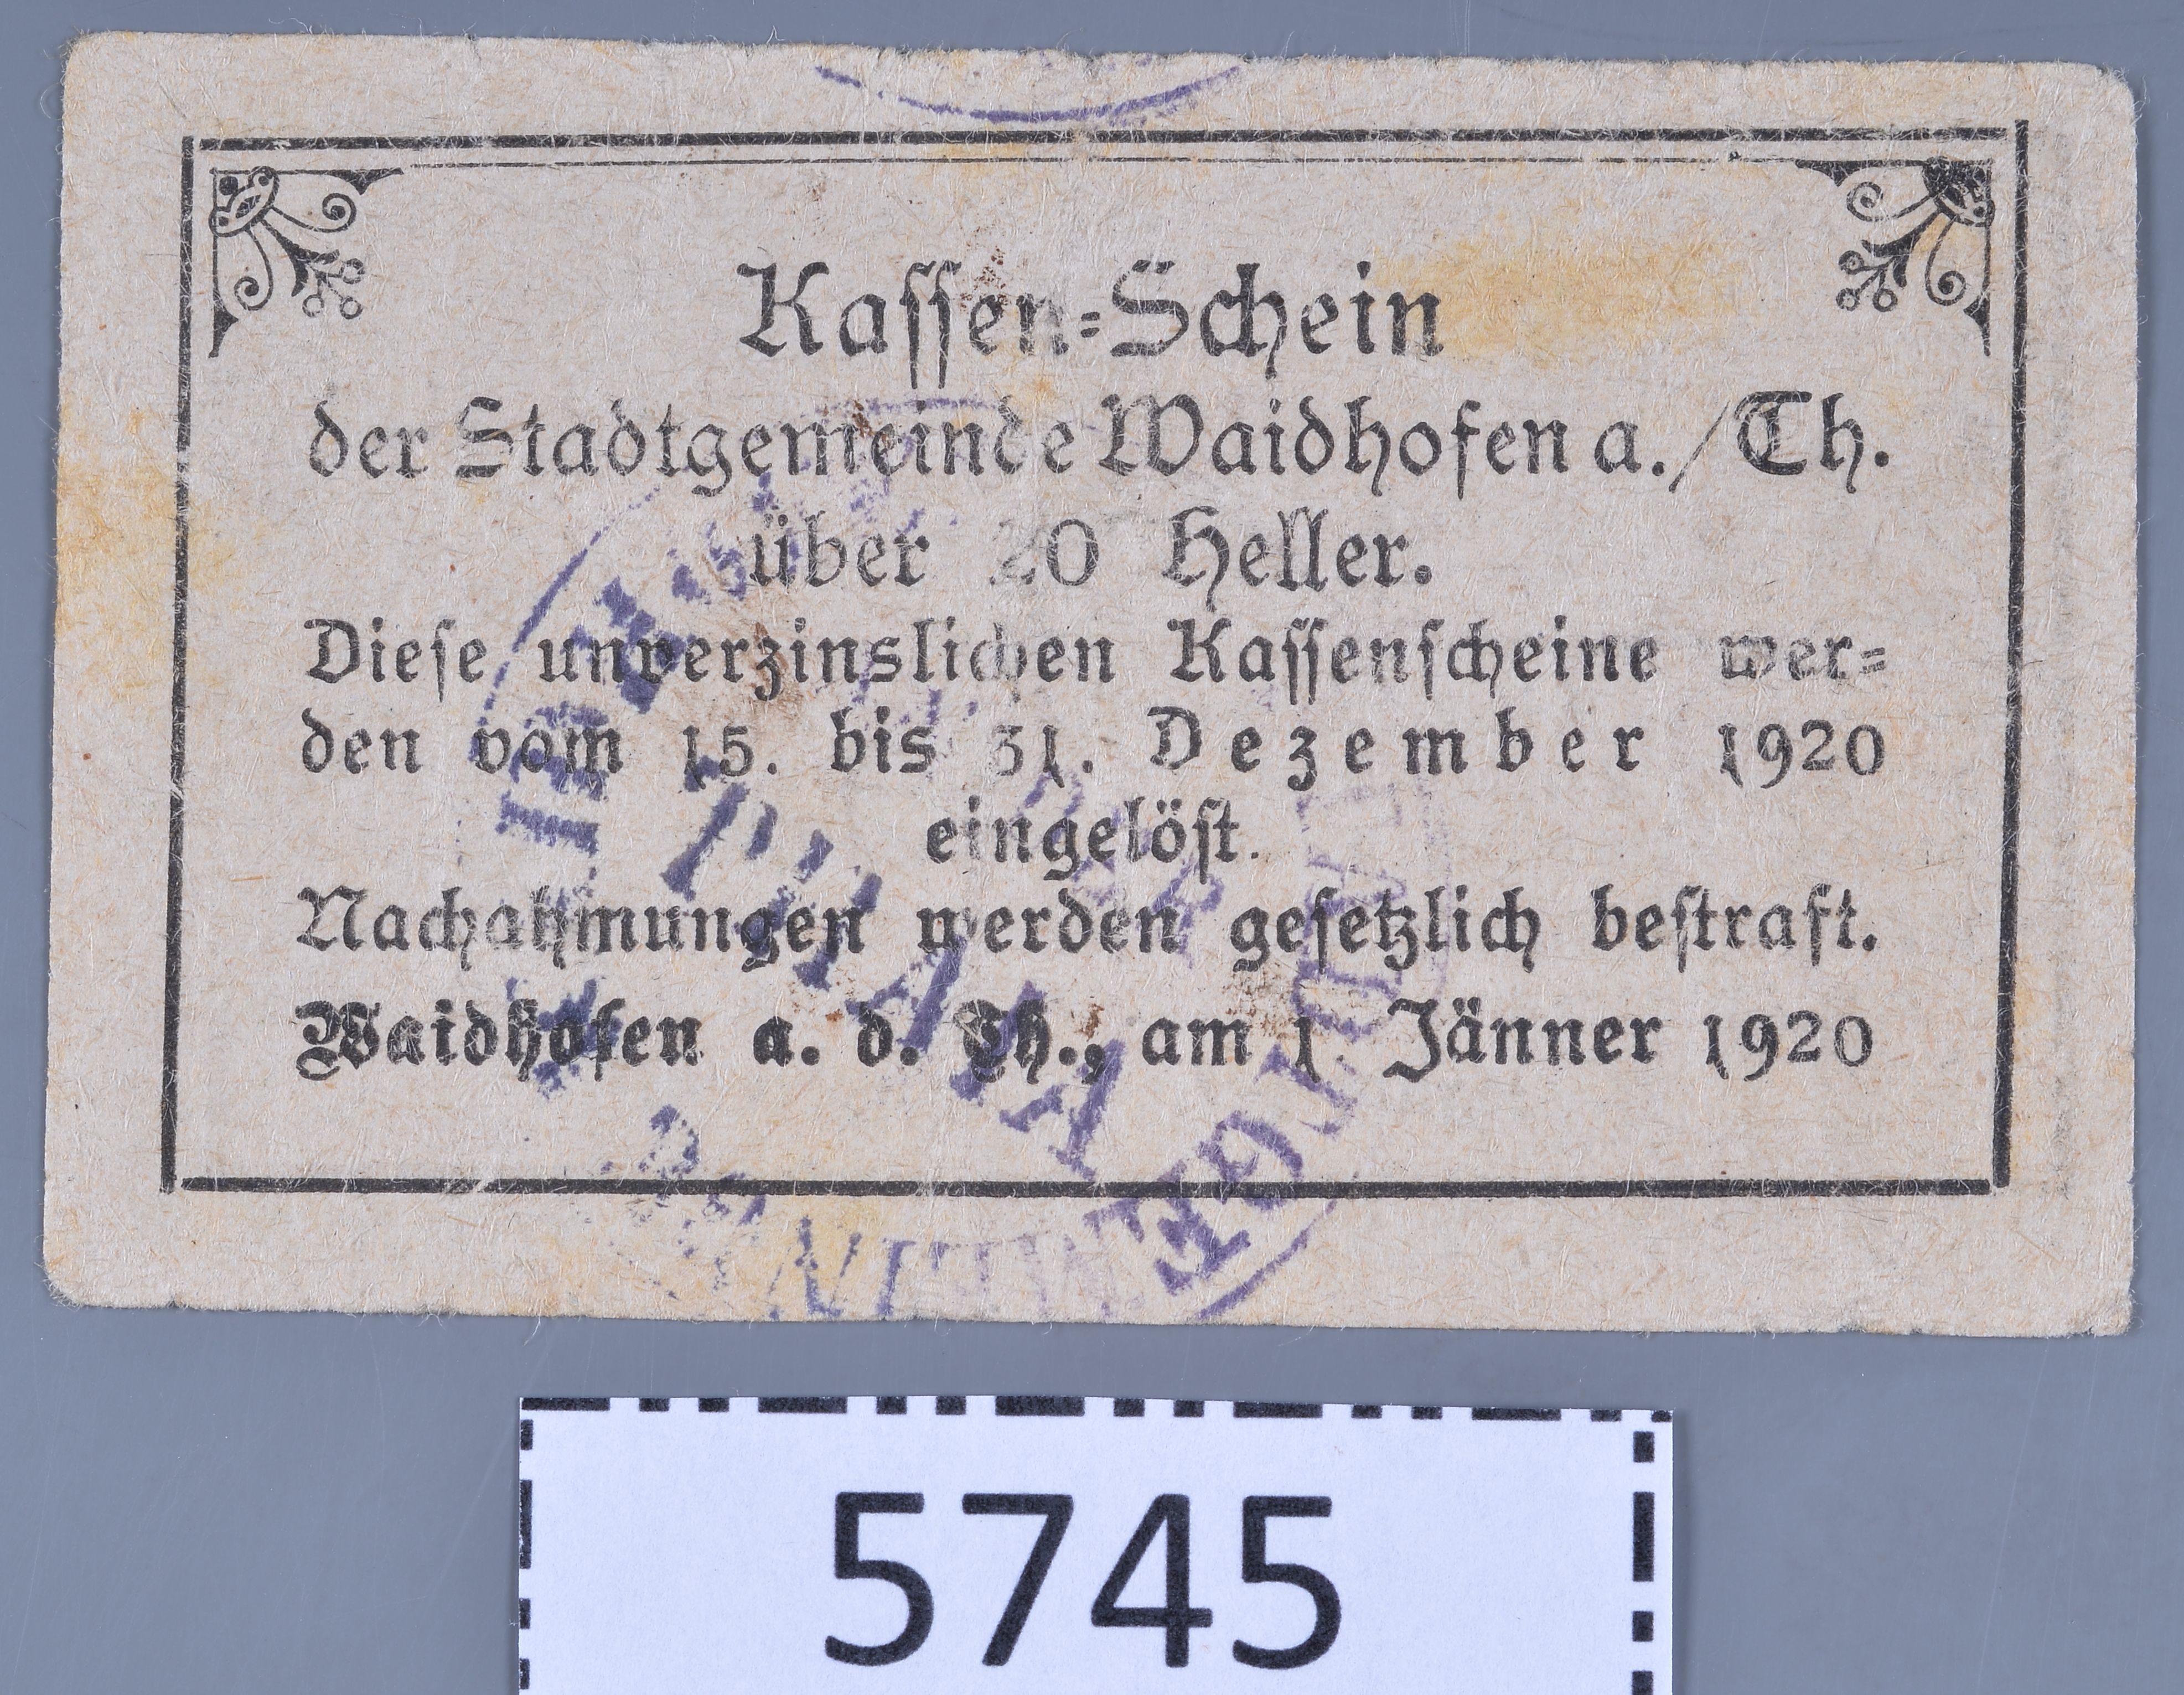 Kassen=Schein
der Stadtgemeinde Waidhofen a./Th.
über 20 Heller.
Diese unverzinslichen Kassenscheine wer=
den vom 15. bis 31. Dezember 1920
eingelöst.
Nachahmungen werden gesetzlich bestraft.
Waidhofen a. d. Th., am 1 Jänner 1920
5745